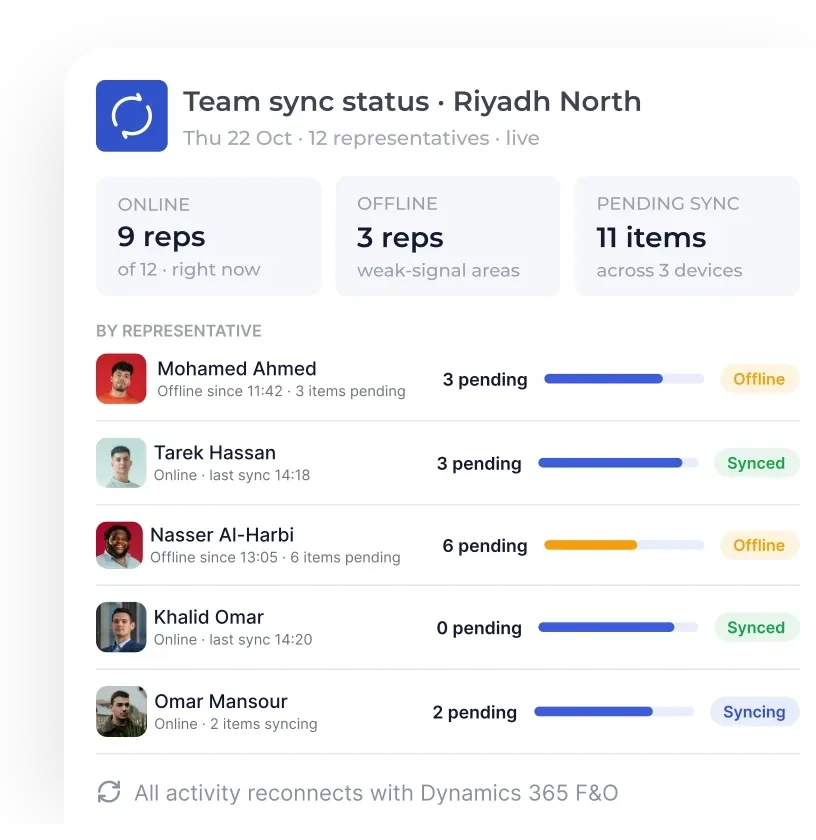 Team sync status · Riyadh North
Thu 22 Oct · 12 representatives · live
ONLINE
9 reps
of 12 · right now
OFFLINE
3 reps
weak-signal areas
PENDING SYNC
11 items
across 3 devices
BY REPRESENTATIVE
Mohamed Ahmed
Offline since 11:42 · 3 items pending
3 pending
Offline
Tarek Hassan
Online · last sync 14:18
3 pending
Synced
Nasser Al-Harbi
Offline since 13:05 · 6 items pending
6 pending
Offline
Khalid Omar
Online · last sync 14:20
0 pending
Synced
Omar Mansour
Online · 2 items syncing
2 pending
Syncing
All activity reconnects with Dynamics 365 F&O